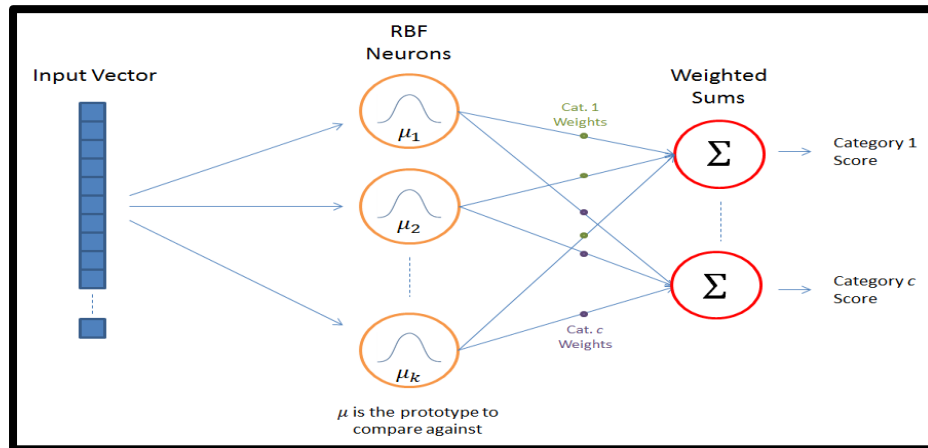 RBF
Neurons
Input Vector
Weighted
Sums
Cat. 1
Weights
μ₁
Σ
Category 1
Score
μ₂
Σ
Category c
Score
Cat. c
Weights
μₖ
μ is the prototype to
compare against